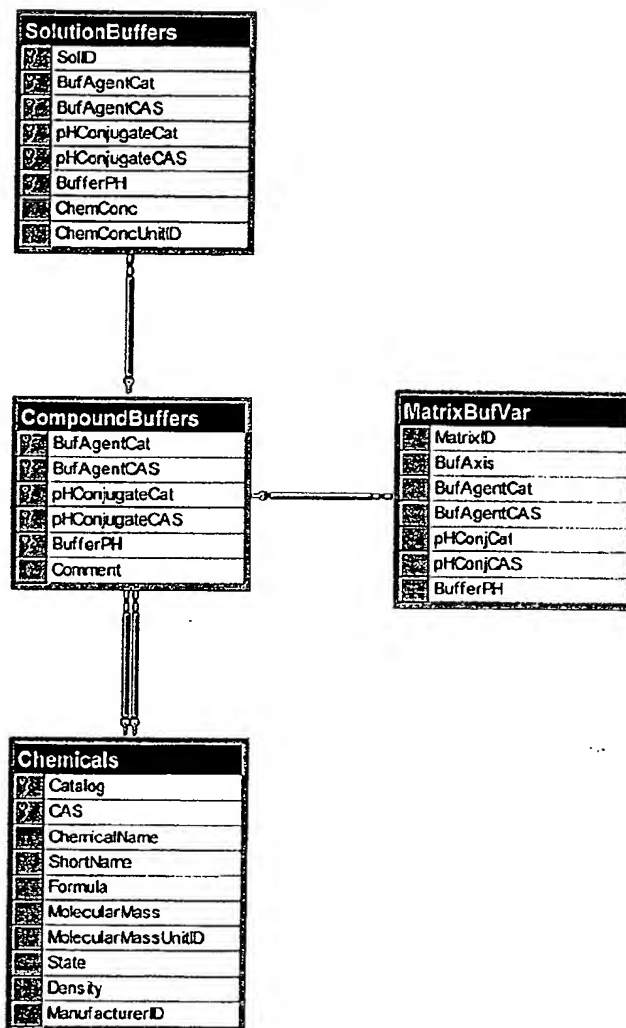 SolutionBuffers
SolID
BufAgentCat
BufAgentCAS
pHConjugateCat
pHConjugateCAS
BufferPH
ChemConc
ChemConcUnitID
CompoundBuffers
BufAgentCat
BufAgentCAS
pHConjugateCat
pHConjugateCAS
BufferPH
Comment
MatrixBufVar
MatrixID
BufAxis
BufAgentCat
BufAgentCAS
pHConjCat
pHConjCAS
BufferPH
Chemicals
Catalog
CAS
ChemicalName
ShortName
Formula
MolecularMass
MolecularMassUnitID
State
Density
ManufacturerID